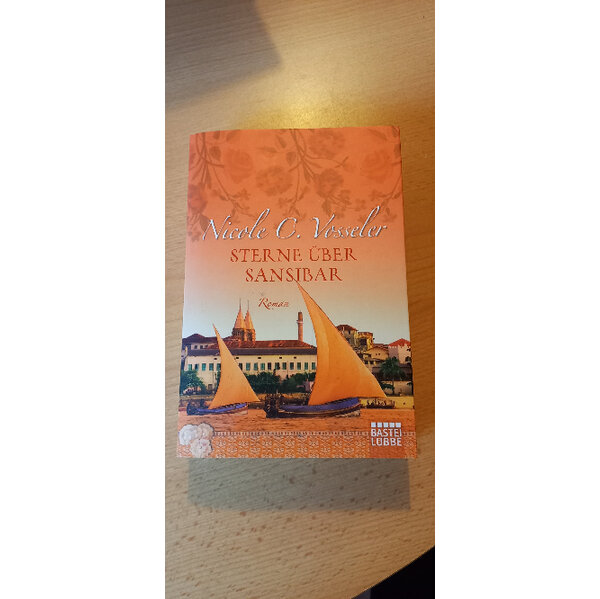 Nicole C. Vosseler
STERNE ÜBER
SANSIBAR
Roman
BASTEI
LÜBBE